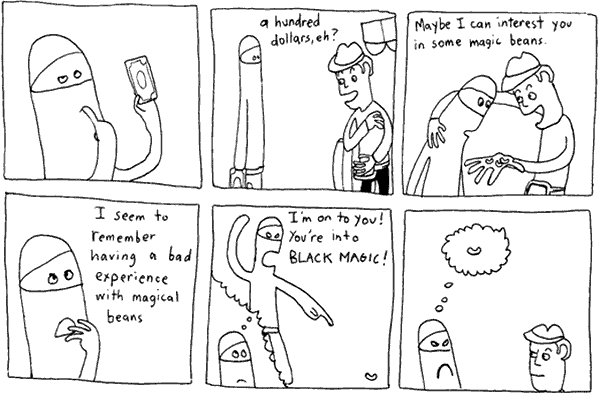 a hundred
dollars, eh?
Maybe I can interest you
in some magic beans.
I seem to
remember
having a bad
experience
with magical
beans
I'm on to you!
You're into
BLACK MAGIC!